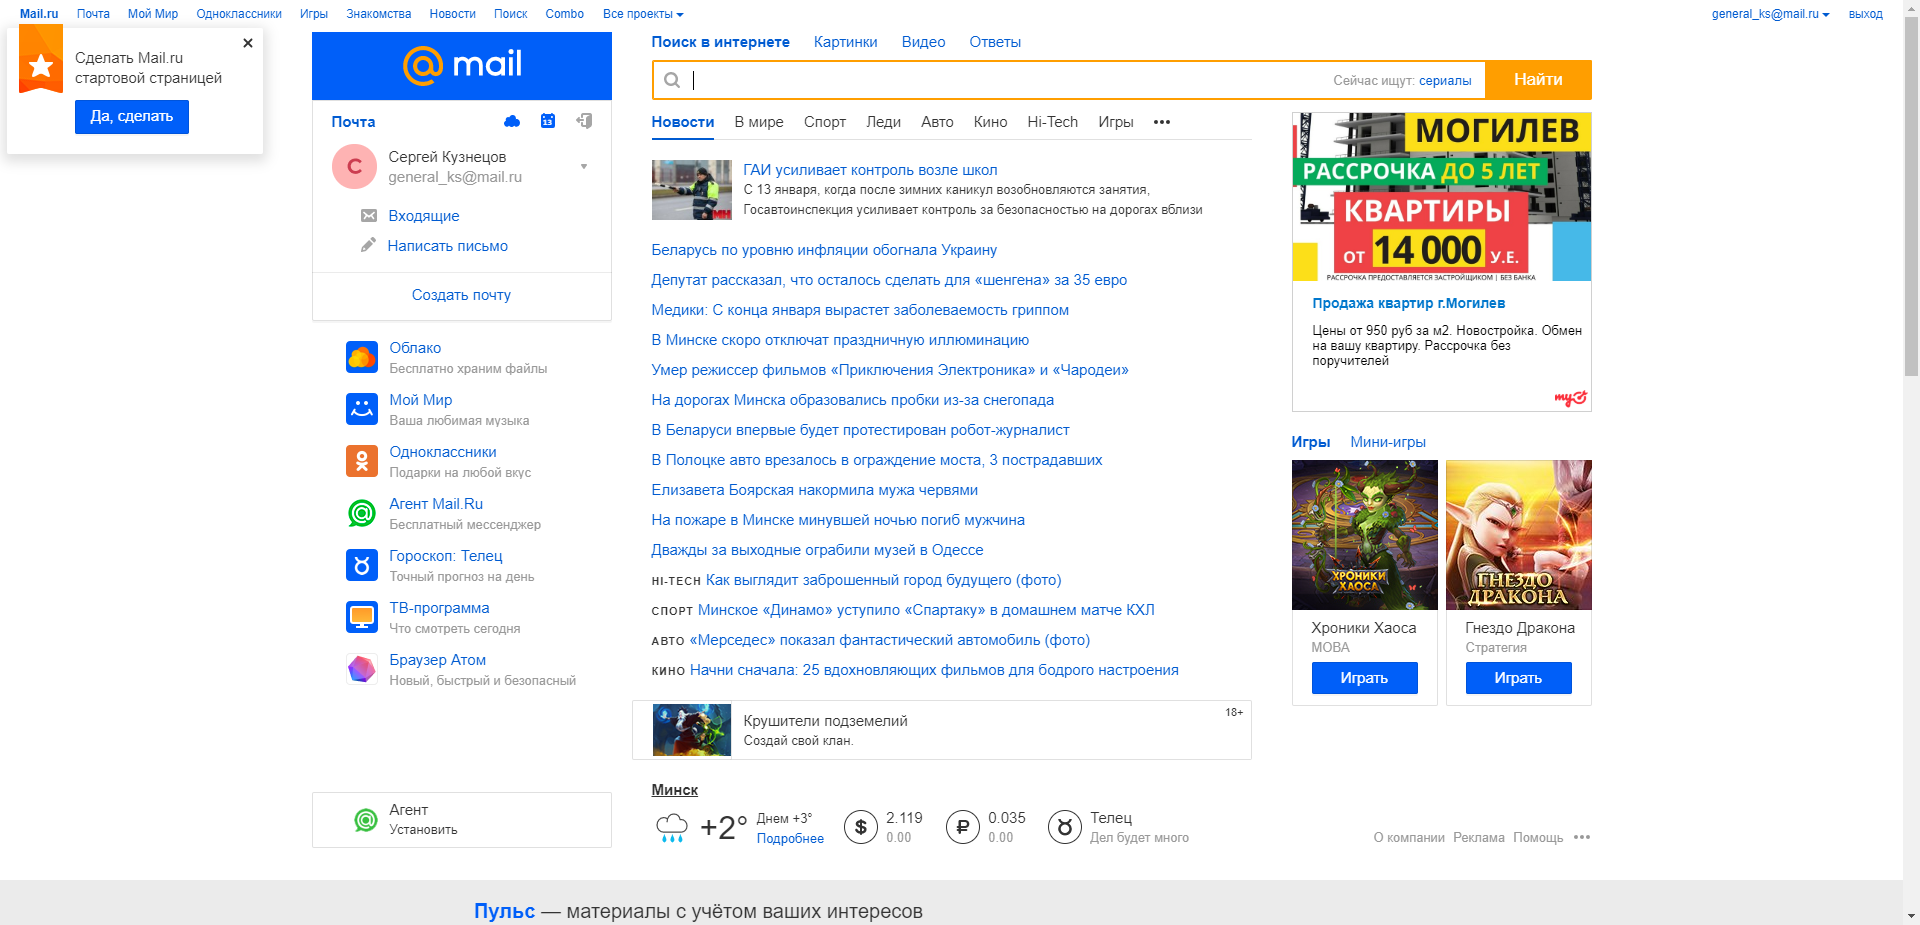 Mail.ru Почта Мой Мир Одноклассники Игры Знакомства Новости Поиск Combo Все проекты general_ks@mail.ru выход
Сделать Mail.ru
стартовой страницей
Да, сделать
@mail
Почта 13
С
Сергей Кузнецов
general_ks@mail.ru
Входящие
Написать письмо
Создать почту
Облако
Бесплатно храним файлы
Мой Мир
Ваша любимая музыка
Одноклассники
Подарки на любой вкус
Агент Mail.Ru
Бесплатный мессенджер
Гороскоп: Телец
Точный прогноз на день
ТВ-программа
Что смотреть сегодня
Браузер Атом
Новый, быстрый и безопасный
Агент
Установить
Поиск в интернете Картинки Видео Ответы
Сейчас ищут: сериалы Найти
Новости В мире Спорт Леди Авто Кино Hi-Tech Игры •••
МН
ГАИ усиливает контроль возле школ
С 13 января, когда после зимних каникул возобновляются занятия,
Госавтоинспекция усиливает контроль за безопасностью на дорогах вблизи
Беларусь по уровню инфляции обогнала Украину
Депутат рассказал, что осталось сделать для «шенгена» за 35 евро
Медики: С конца января вырастет заболеваемость гриппом
В Минске скоро отключат праздничную иллюминацию
Умер режиссер фильмов «Приключения Электроника» и «Чародеи»
На дорогах Минска образовались пробки из-за снегопада
В Беларуси впервые будет протестирован робот-журналист
В Полоцке авто врезалось в ограждение моста, 3 пострадавших
Елизавета Боярская накормила мужа червями
На пожаре в Минске минувшей ночью погиб мужчина
Дважды за выходные ограбили музей в Одессе
HI-TECH Как выглядит заброшенный город будущего (фото)
СПОРТ Минское «Динамо» уступило «Спартаку» в домашнем матче КХЛ
АВТО «Мерседес» показал фантастический автомобиль (фото)
КИНО Начни сначала: 25 вдохновляющих фильмов для бодрого настроения
Крушители подземелий
Создай свой клан.
18+
Минск
+2° Днем +3°
Подробнее
$ 2.119
0.00
₽ 0.035
0.00
Телец
Дел будет много
МОГИЛЕВ
РАССРОЧКА ДО 5 ЛЕТ
КВАРТИРЫ
ОТ 14 000 У.Е.
РАССРОЧКА ПРЕДОСТАВЛЯЕТСЯ ЗАСТРОЙЩИКОМ | БЕЗ БАНКА
Продажа квартир г.Могилев
Цены от 950 руб за м2. Новостройка. Обмен
на вашу квартиру. Рассрочка без
поручителей
my
Игры Мини-игры
ХРОНИКИ
ХАОСА
Хроники Хаоса
MOBA
Играть
ГНЕЗДО
ДРАКОНА
Гнездо Дракона
Стратегия
Играть
О компании Реклама Помощь •••
Пульс — материалы с учётом ваших интересов